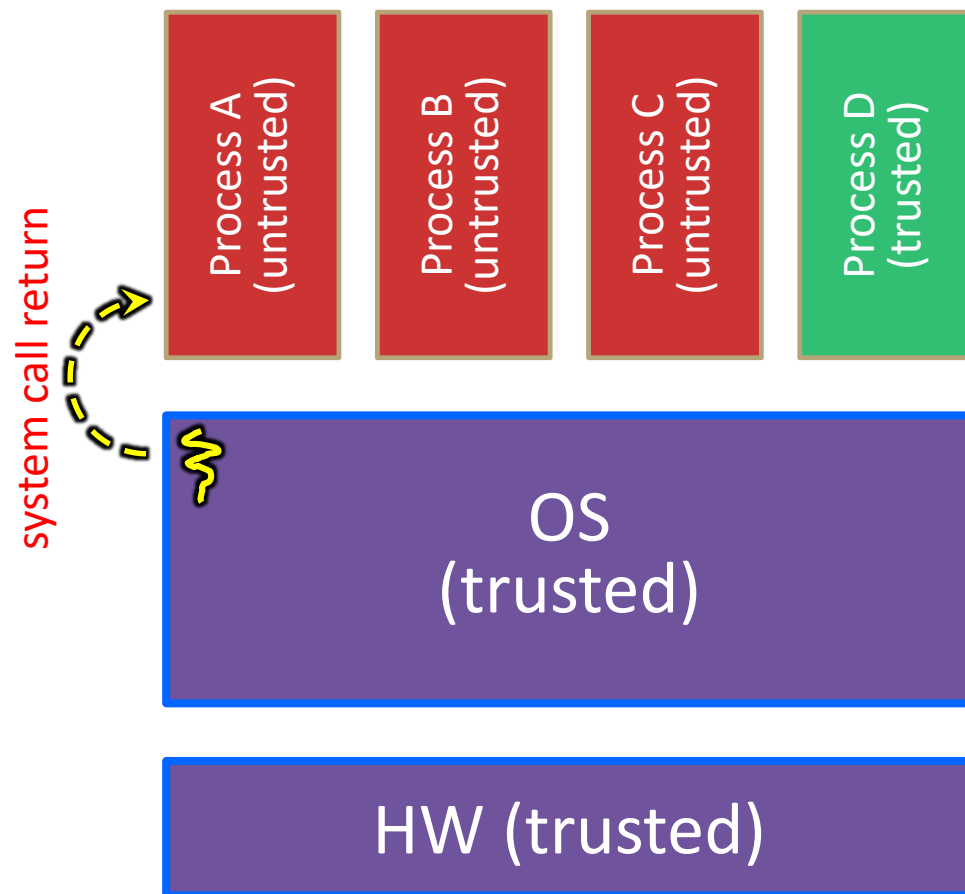 Process A
(untrusted)
Process B
(untrusted)
Process C
(untrusted)
Process D
(trusted)
system call return
OS
(trusted)
HW (trusted)